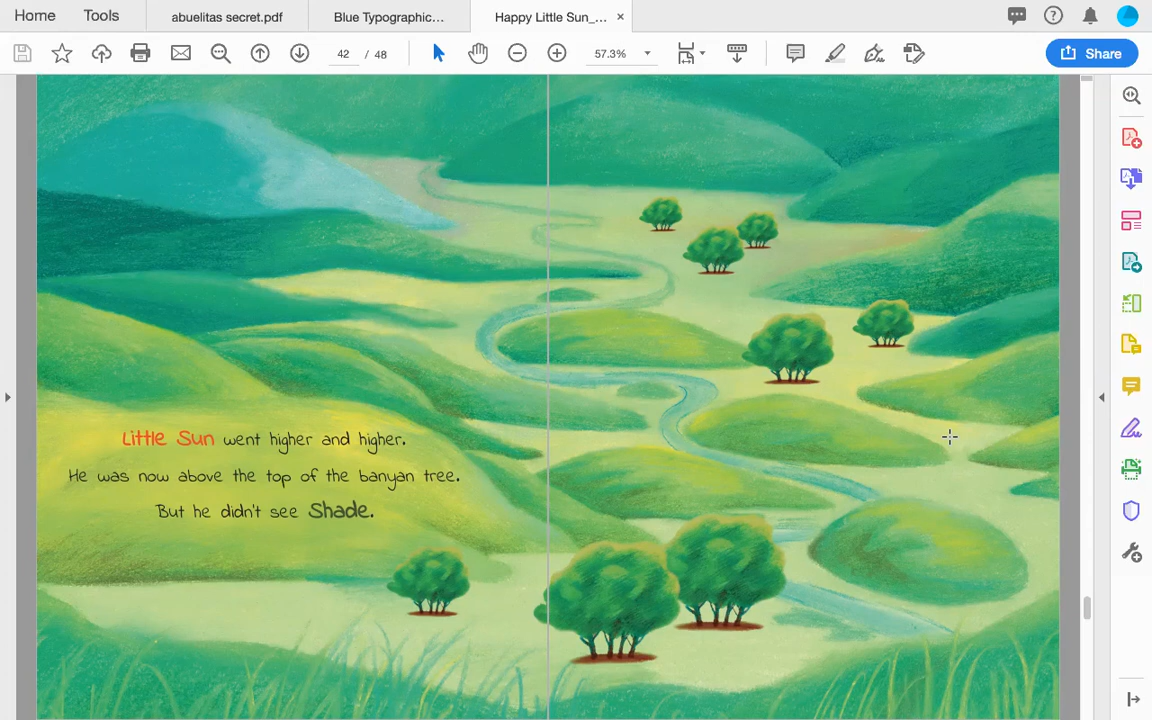 Home
Tools
abuelitas secret.pdf
Blue Typographic...
Happy Little Sun_...
42 / 48
57.3%
Share
Little Sun went higher and higher.
He was now above the top of the banyan tree.
But he didn't see Shade.